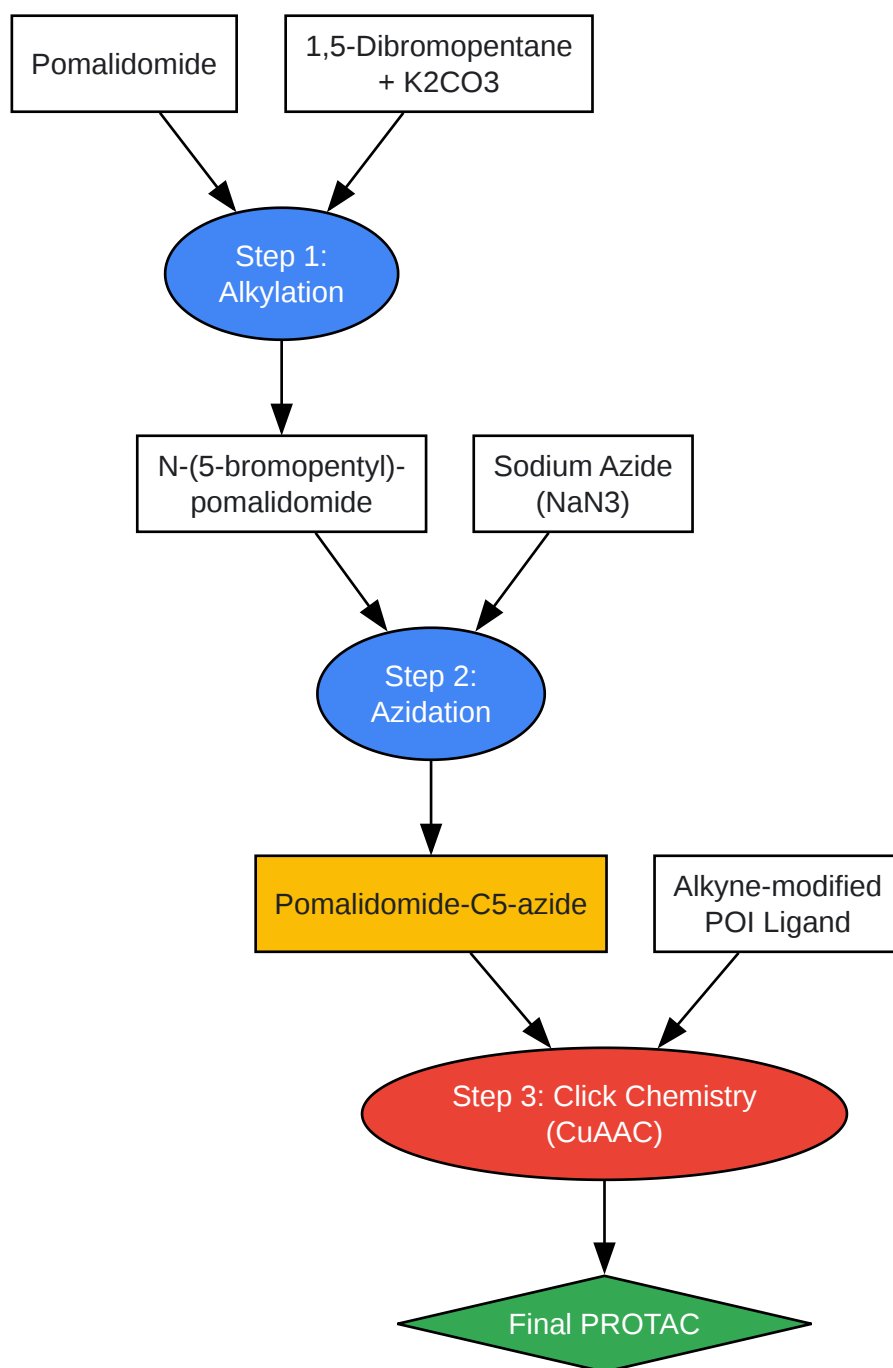 Pomalidomide
1,5-Dibromopentane
+ K2CO3
Step 1:
Alkylation
N-(5-bromopentyl)-
pomalidomide
Sodium Azide
(NaN3)
Step 2:
Azidation
Pomalidomide-C5-azide
Alkyne-modified
POI Ligand
Step 3: Click Chemistry
(CuAAC)
Final PROTAC